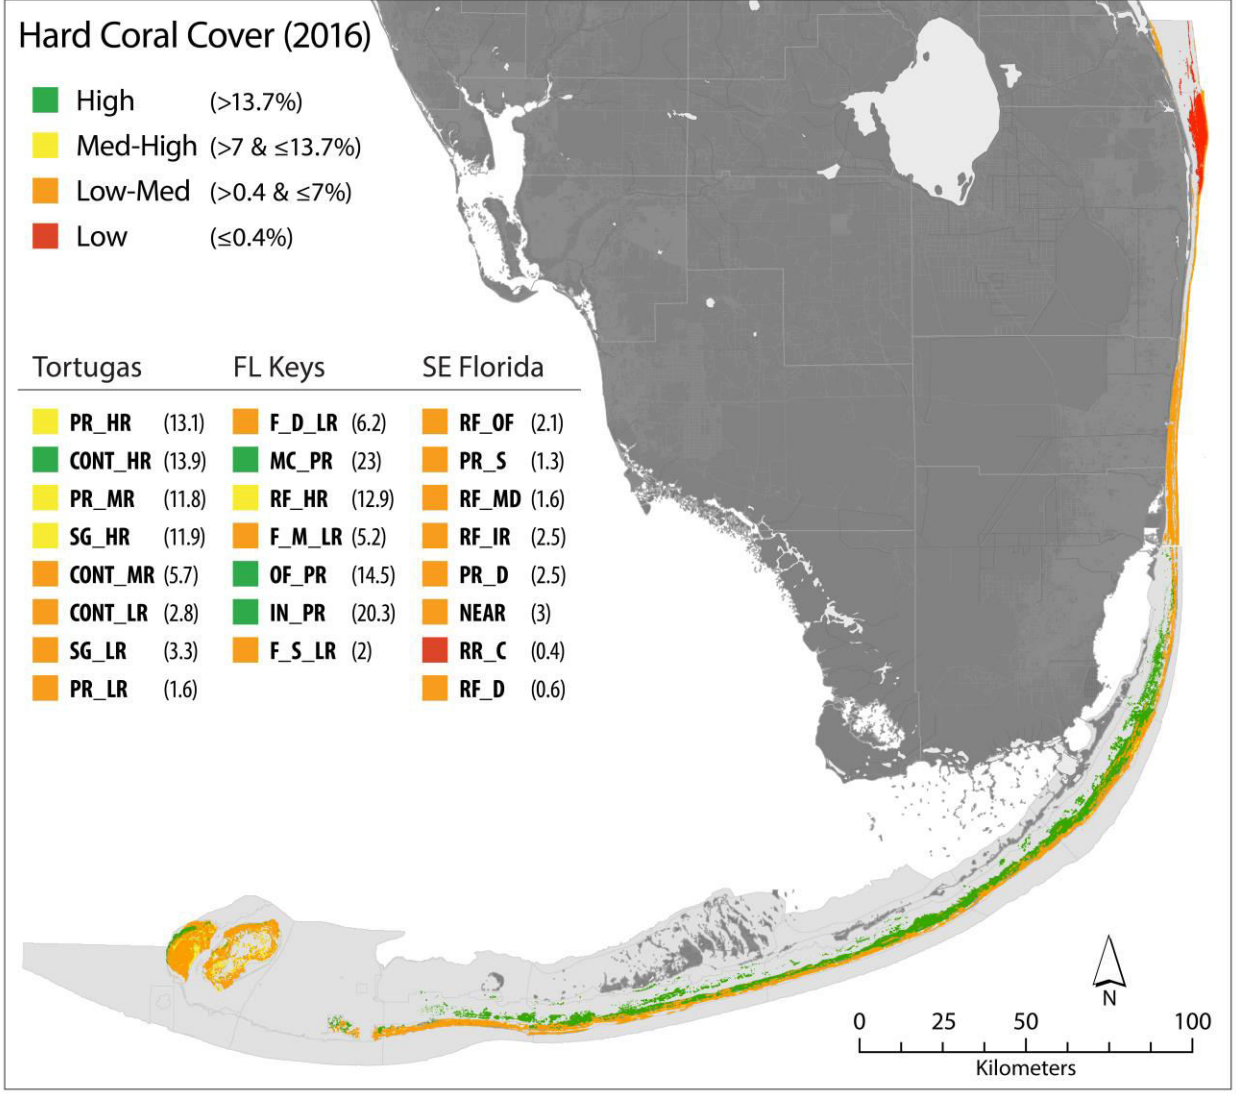 Hard Coral Cover (2016)
High (>13.7%)
Med-High (>7 & ≤13.7%)
Low-Med (>0.4 & ≤7%)
Low (≤0.4%)
Tortugas FL Keys SE Florida
PR_HR (13.1) F_D_LR (6.2) RF_OF (2.1)
CONT_HR (13.9) MC_PR (23) PR_S (1.3)
PR_MR (11.8) RF_HR (12.9) RF_MD (1.6)
SG_HR (11.9) F_M_LR (5.2) RF_IR (2.5)
CONT_MR (5.7) OF_PR (14.5) PR_D (2.5)
CONT_LR (2.8) IN_PR (20.3) NEAR (3)
SG_LR (3.3) F_S_LR (2) RR_C (0.4)
PR_LR (1.6) RF_D (0.6)
N
0 25 50 100
Kilometers